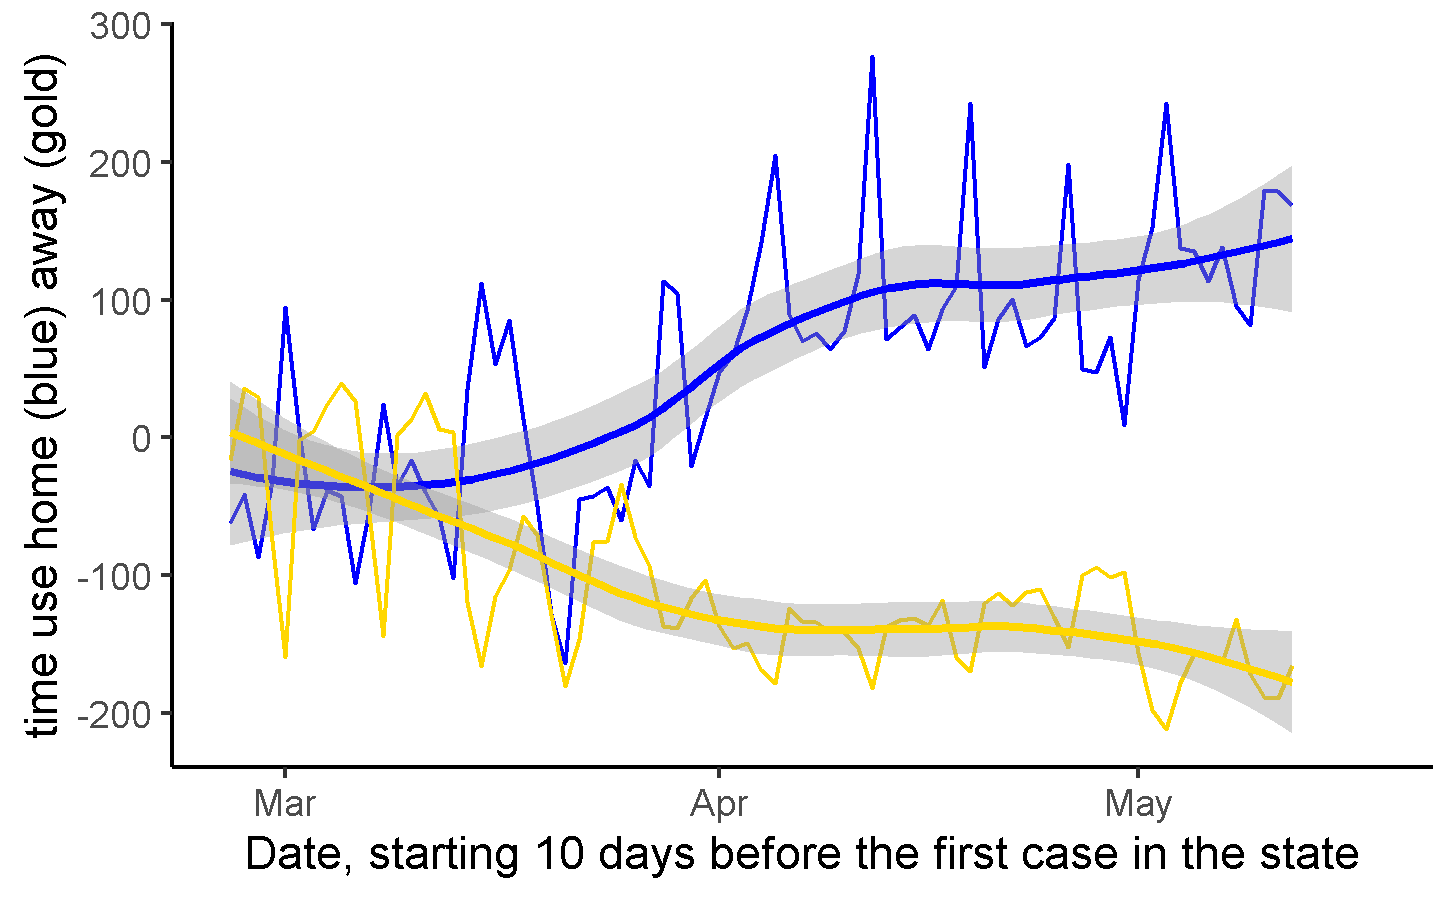 time use home (blue) away (gold)
300
200
100
0
-100
-200
Mar
Apr
May
Date, starting 10 days before the first case in the state